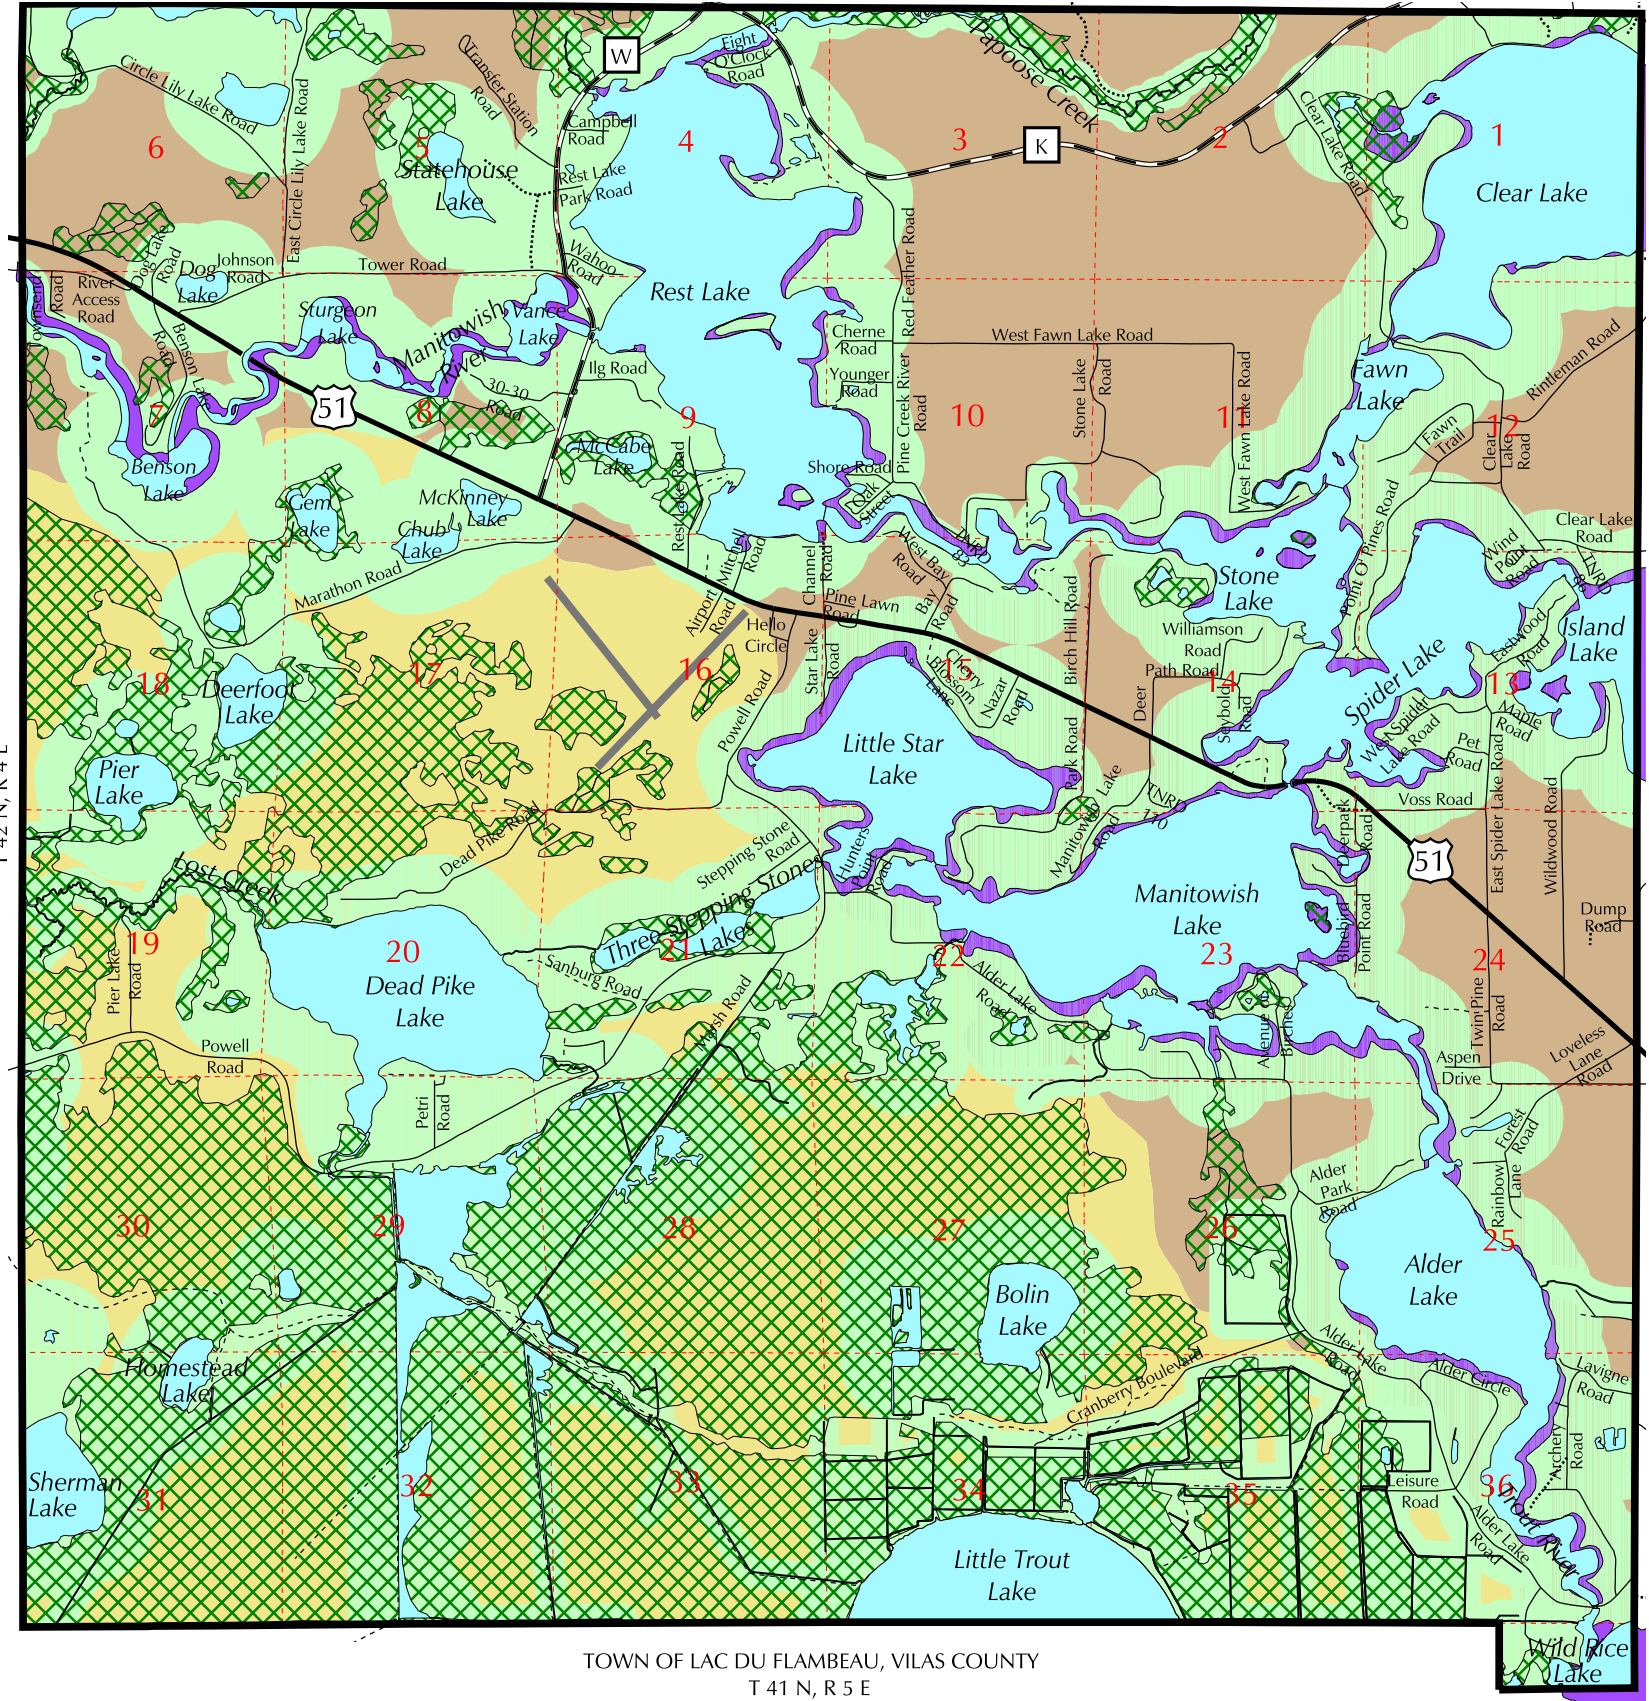 W
Eight
O'Clock
Road
Papoose Creek
Circle Lily Lake Road
East Circle Lily Lake Road
Transfer Station
Road
Campbell
Road
K
Clear Lake Road
6
5
4
3
2
1
Statehouse
Lake
Rest Lake
Park Road
Clear Lake
Wahoo
Road
Red Feather Road
Dog Lake
Road
Dog
Lake
Johnson
Road
Tower Road
Townsend
Road
River
Access
Road
Rest Lake
Sturgeon
Lake
Manitowish
River
Vance
Lake
Cherne
Road
West Fawn Lake Road
Rintleman Road
Benson Lake
Road
Ilg Road
Younger
Road
Stone Lake
Road
Fawn
Lake
30-30
Road
51
7
8
9
10
11
12
Pine Creek River
Road
West Fawn Lake Road
Fawn
Trail
Clear
Lake
Road
McCabe
Lake
Rest Lake Road
Shore Road
Benson
Lake
Oak
Street
Gem
Lake
McKinney
Lake
Chub
Lake
Clear Lake
Road
West Bay
Road
TNRD
83
Wind
Point
Road
TNRD
Point O' Pines Road
Mitchell
Road
Channel
Road
Marathon Road
Stone
Lake
Airport
Road
Hello
Circle
Pine Lawn
Road
Bay
Road
Birch Hill Road
Williamson
Road
Eastwood
Road
Island
Lake
Path Road
Star Lake
Road
Cherry
Blossom
Lane
Nazar
Road
Deer
Seybold
Road
Spider Lake
18
17
16
15
14
13
Deerfoot
Lake
Powell Road
Maple
Road
West Spider
Lake Road
Pet
Road
Little Star
Lake
Park Road
Pier
Lake
Manitowish Lake
Road
TNRD
110
Voss Road
East Spider Lake Road
Wildwood Road
T 42 N, R 4 E
Dead Pike Road
Stepping Stone
Road
Hunters
Point
Road
Deerpark
Road
51
Lost Creek
Manitowish
Lake
Three Stepping Stones
Lakes
Bluebird
Point Road
Dump
Road
19
20
21
22
23
24
Pier Lake
Road
Dead Pike
Lake
Sanburg Road
Alder Lake
Road
Marsh Road
Avenue of
Birches
Twin Pine
Road
Powell
Road
Aspen
Drive
Loveless
Lane
Road
Petri
Road
Forest
Road
Alder
Park
Road
Rainbow
Lane
30
29
28
27
26
25
Bolin
Lake
Alder
Lake
Homestead
Lake
Alder Lake
Road
Alder Circle
Lavigne
Road
Cranberry Boulevard
Archery
Road
Sherman
Lake
31
32
33
34
35
36
Leisure
Road
Trout River
Alder Lake
Road
Little Trout
Lake
Wild Rice
Lake
TOWN OF LAC DU FLAMBEAU, VILAS COUNTY
T 41 N, R 5 E